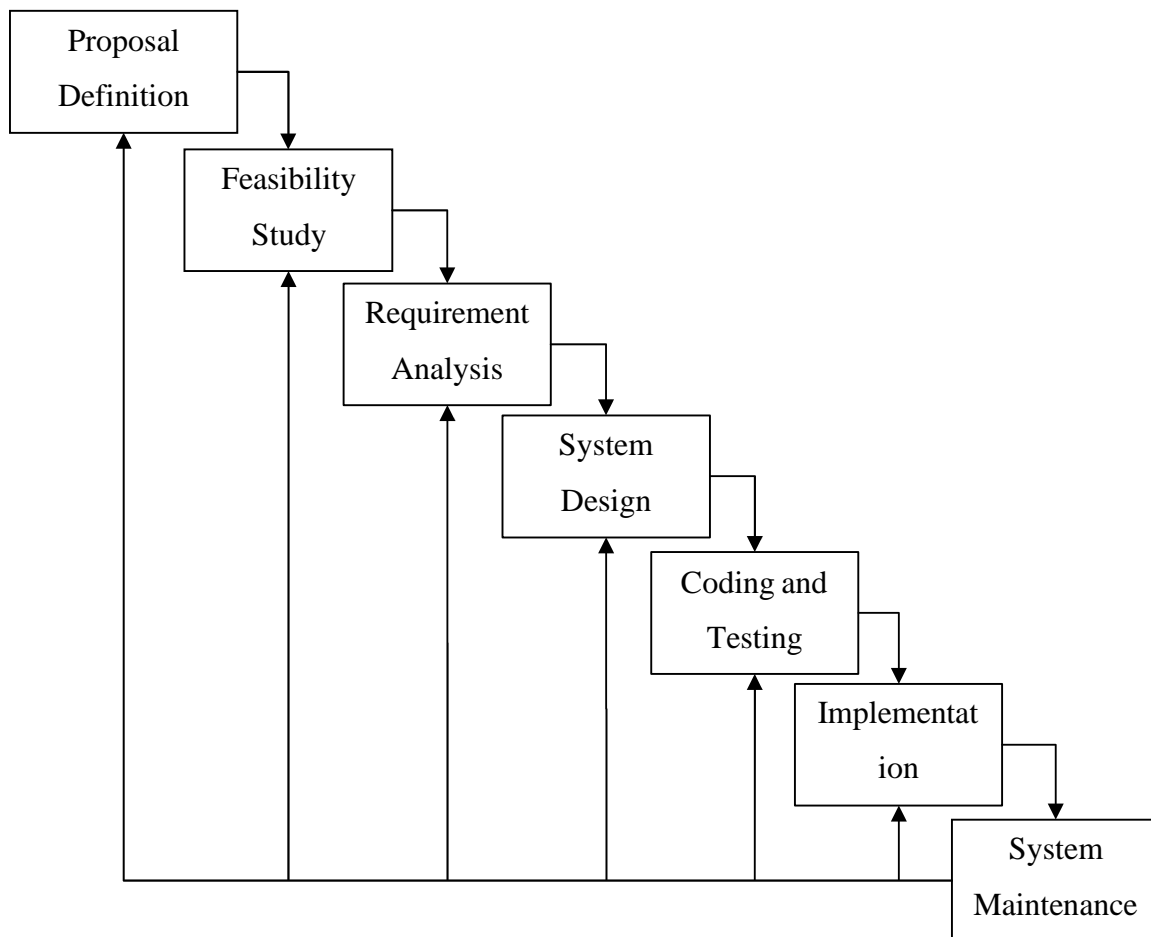 Proposal
Definition
Feasibility
Study
Requirement
Analysis
System
Design
Coding and
Testing
Implementat
ion
System
Maintenance